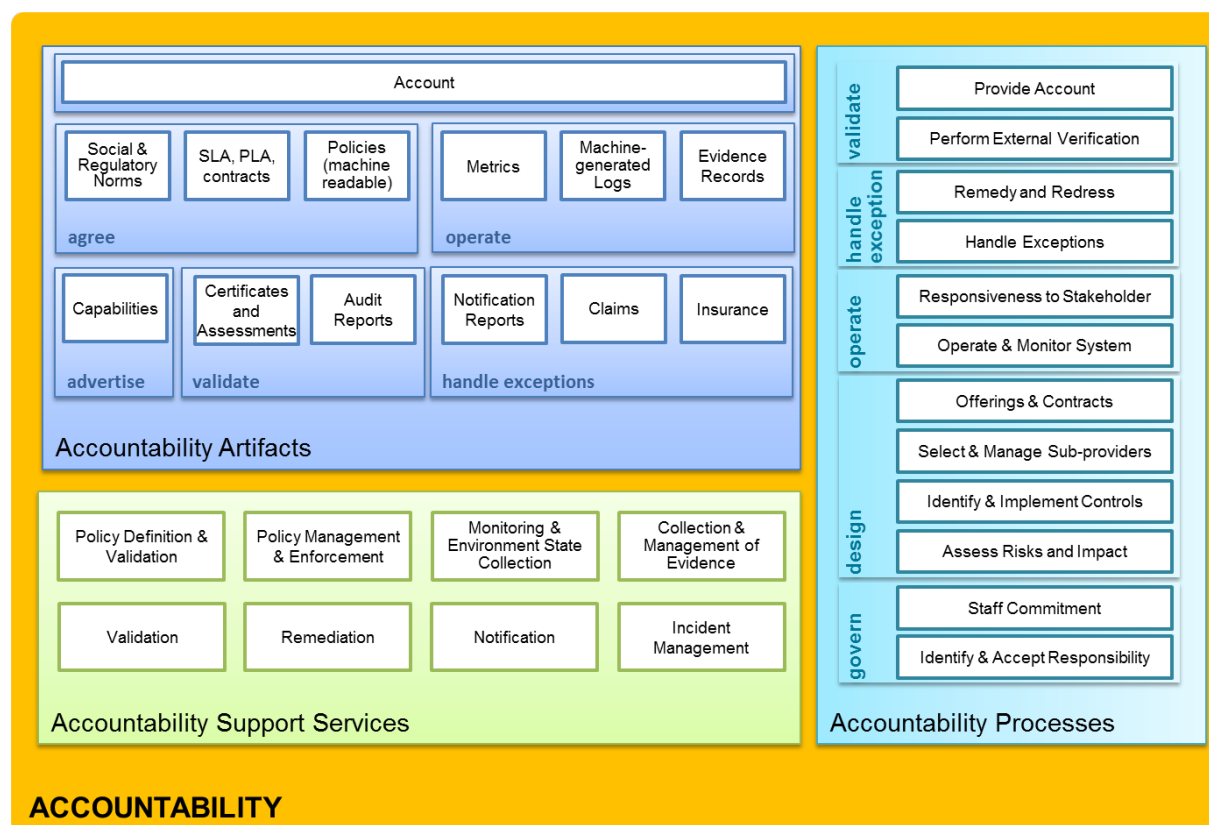 Account
Social &
Regulatory
Norms
SLA, PLA,
contracts
Policies
(machine
readable)
agree
Metrics
Machine-
generated
Logs
Evidence
Records
operate
Capabilities
advertise
Certificates
and
Assessments
Audit
Reports
validate
Notification
Reports
Claims
Insurance
handle exceptions
Accountability Artifacts
Policy Definition &
Validation
Policy Management
& Enforcement
Monitoring &
Environment State
Collection
Collection &
Management of
Evidence
Validation
Remediation
Notification
Incident
Management
Accountability Support Services
validate
Provide Account
Perform External Verification
handle
exception
Remedy and Redress
Handle Exceptions
operate
Responsiveness to Stakeholder
Operate & Monitor System
design
Offerings & Contracts
Select & Manage Sub-providers
Identify & Implement Controls
Assess Risks and Impact
govern
Staff Commitment
Identify & Accept Responsibility
Accountability Processes
ACCOUNTABILITY